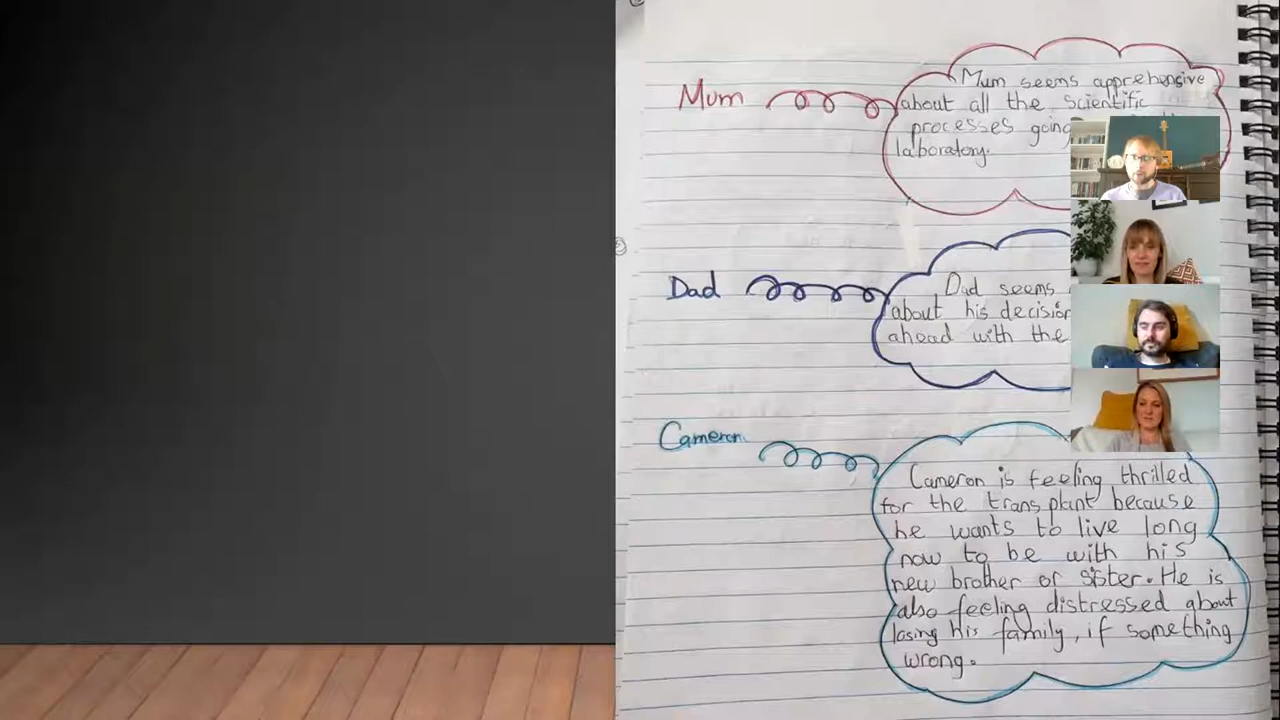 Mum
Mum seems apprehensive
about all the scientific
processes going
laboratory.
Dad
Dad seems
about his decision
ahead with the
Cameron
Cameron is feeling thrilled
for the transplant because
he wants to live long
now to be with his
new brother or sister. He is
also feeling distressed about
losing his family, if something
wrong.